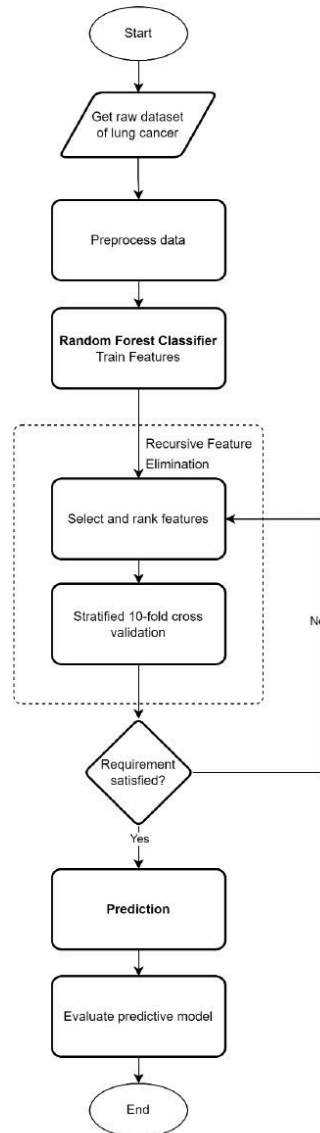 Start
Get raw dataset
of lung cancer
Preprocess data
Random Forest Classifier
Train Features
Recursive Feature
Elimination
Select and rank features
Stratified 10-fold cross
validation
No
Requirement
satisfied?
Yes
Prediction
Evaluate predictive model
End